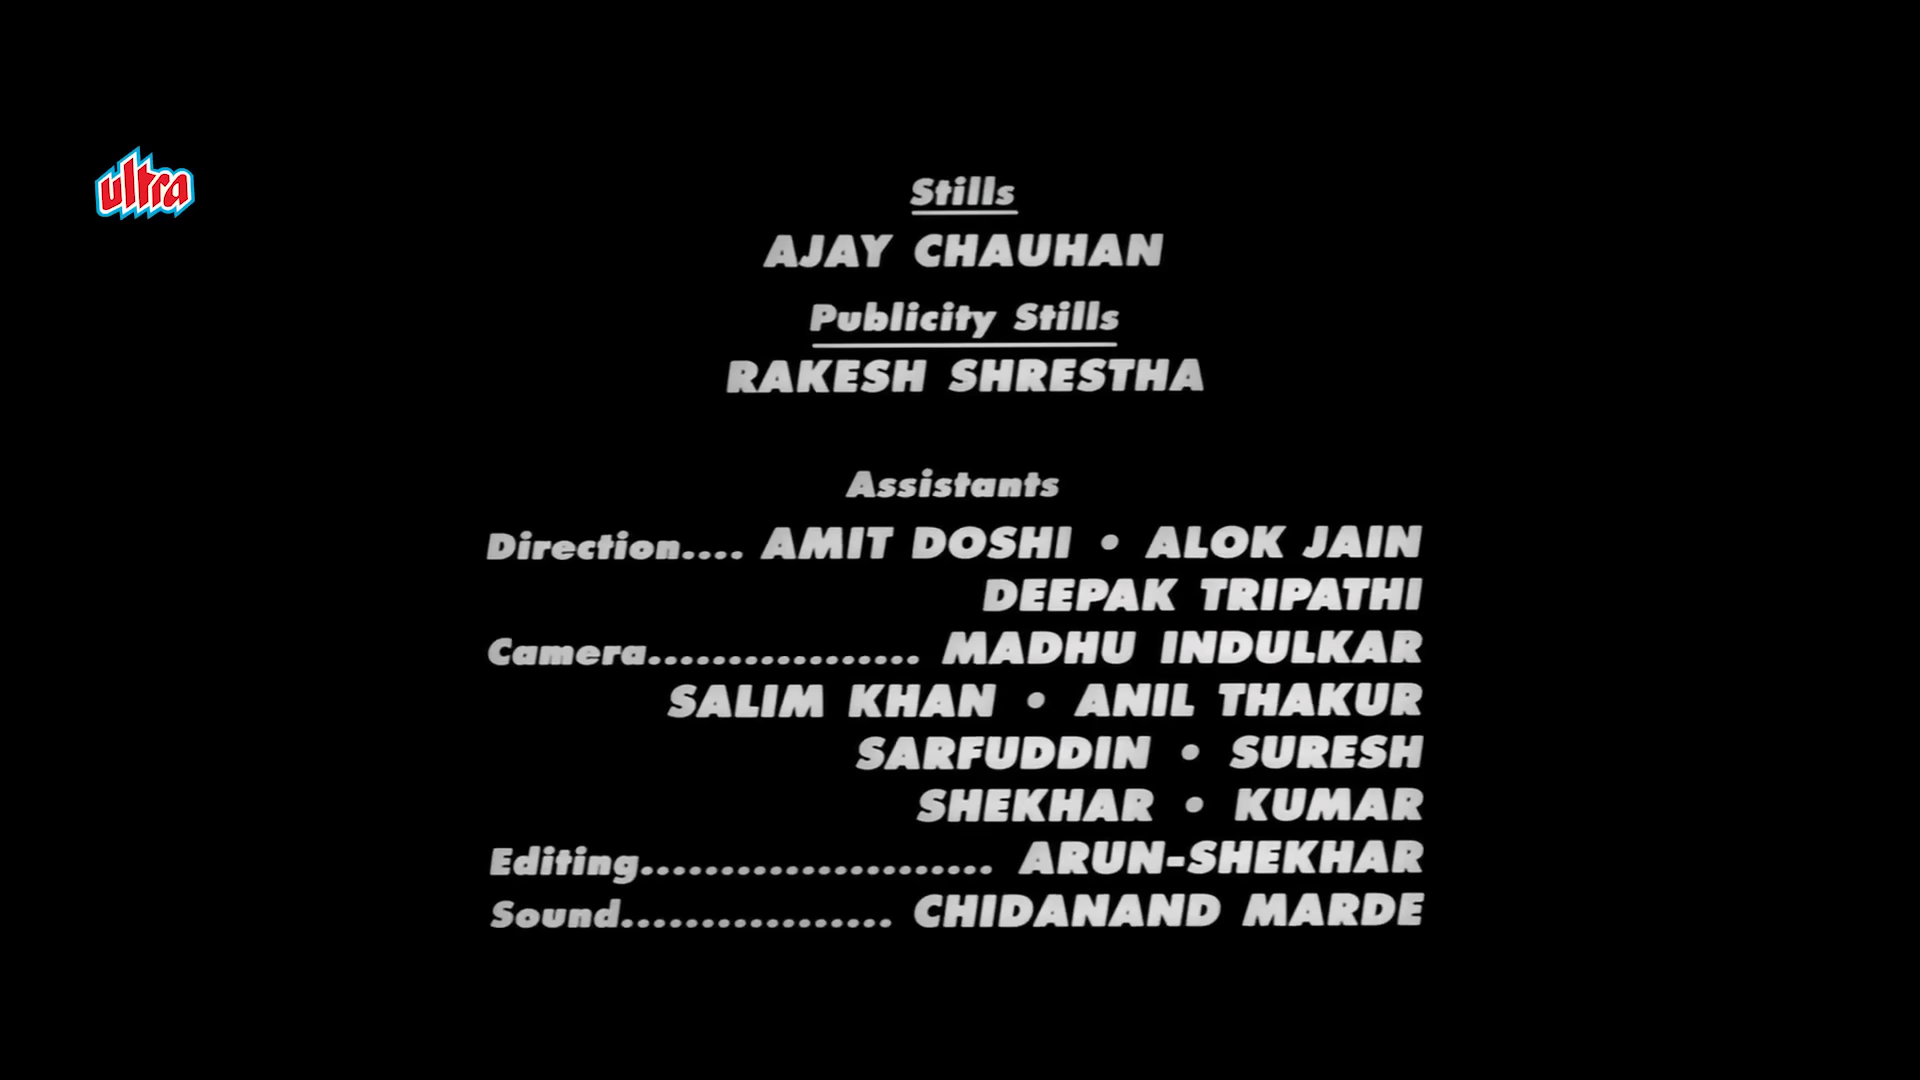 ultra
Stills
AJAY CHAUHAN
Publicity Stills
RAKESH SHRESTHA
Assistants
Direction.... AMIT DOSHI • ALOK JAIN
DEEPAK TRIPATHI
Camera................. MADHU INDULKAR
SALIM KHAN • ANIL THAKUR
SARFUDDIN • SURESH
SHEKHAR • KUMAR
Editing...................... ARUN-SHEKHAR
Sound................. CHIDANAND MARDE